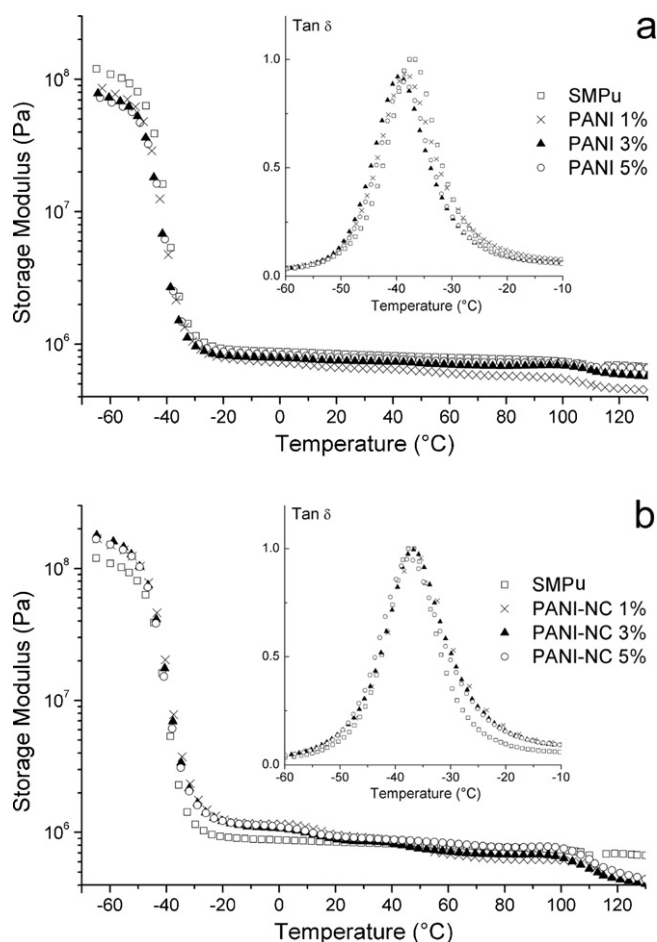 a
Tan δ
1.0
0.5
0.0
-60 -50 -40 -30 -20 -10
Temperature (°C)
SMPu
PANI 1%
PANI 3%
PANI 5%
10⁸
10⁷
10⁶
Storage Modulus (Pa)
-60 -40 -20 0 20 40 60 80 100 120
Temperature (°C)
b
Tan δ
1.0
0.5
0.0
-60 -50 -40 -30 -20 -10
Temperature (°C)
SMPu
PANI-NC 1%
PANI-NC 3%
PANI-NC 5%
10⁸
10⁷
10⁶
Storage Modulus (Pa)
-60 -40 -20 0 20 40 60 80 100 120
Temperature (°C)